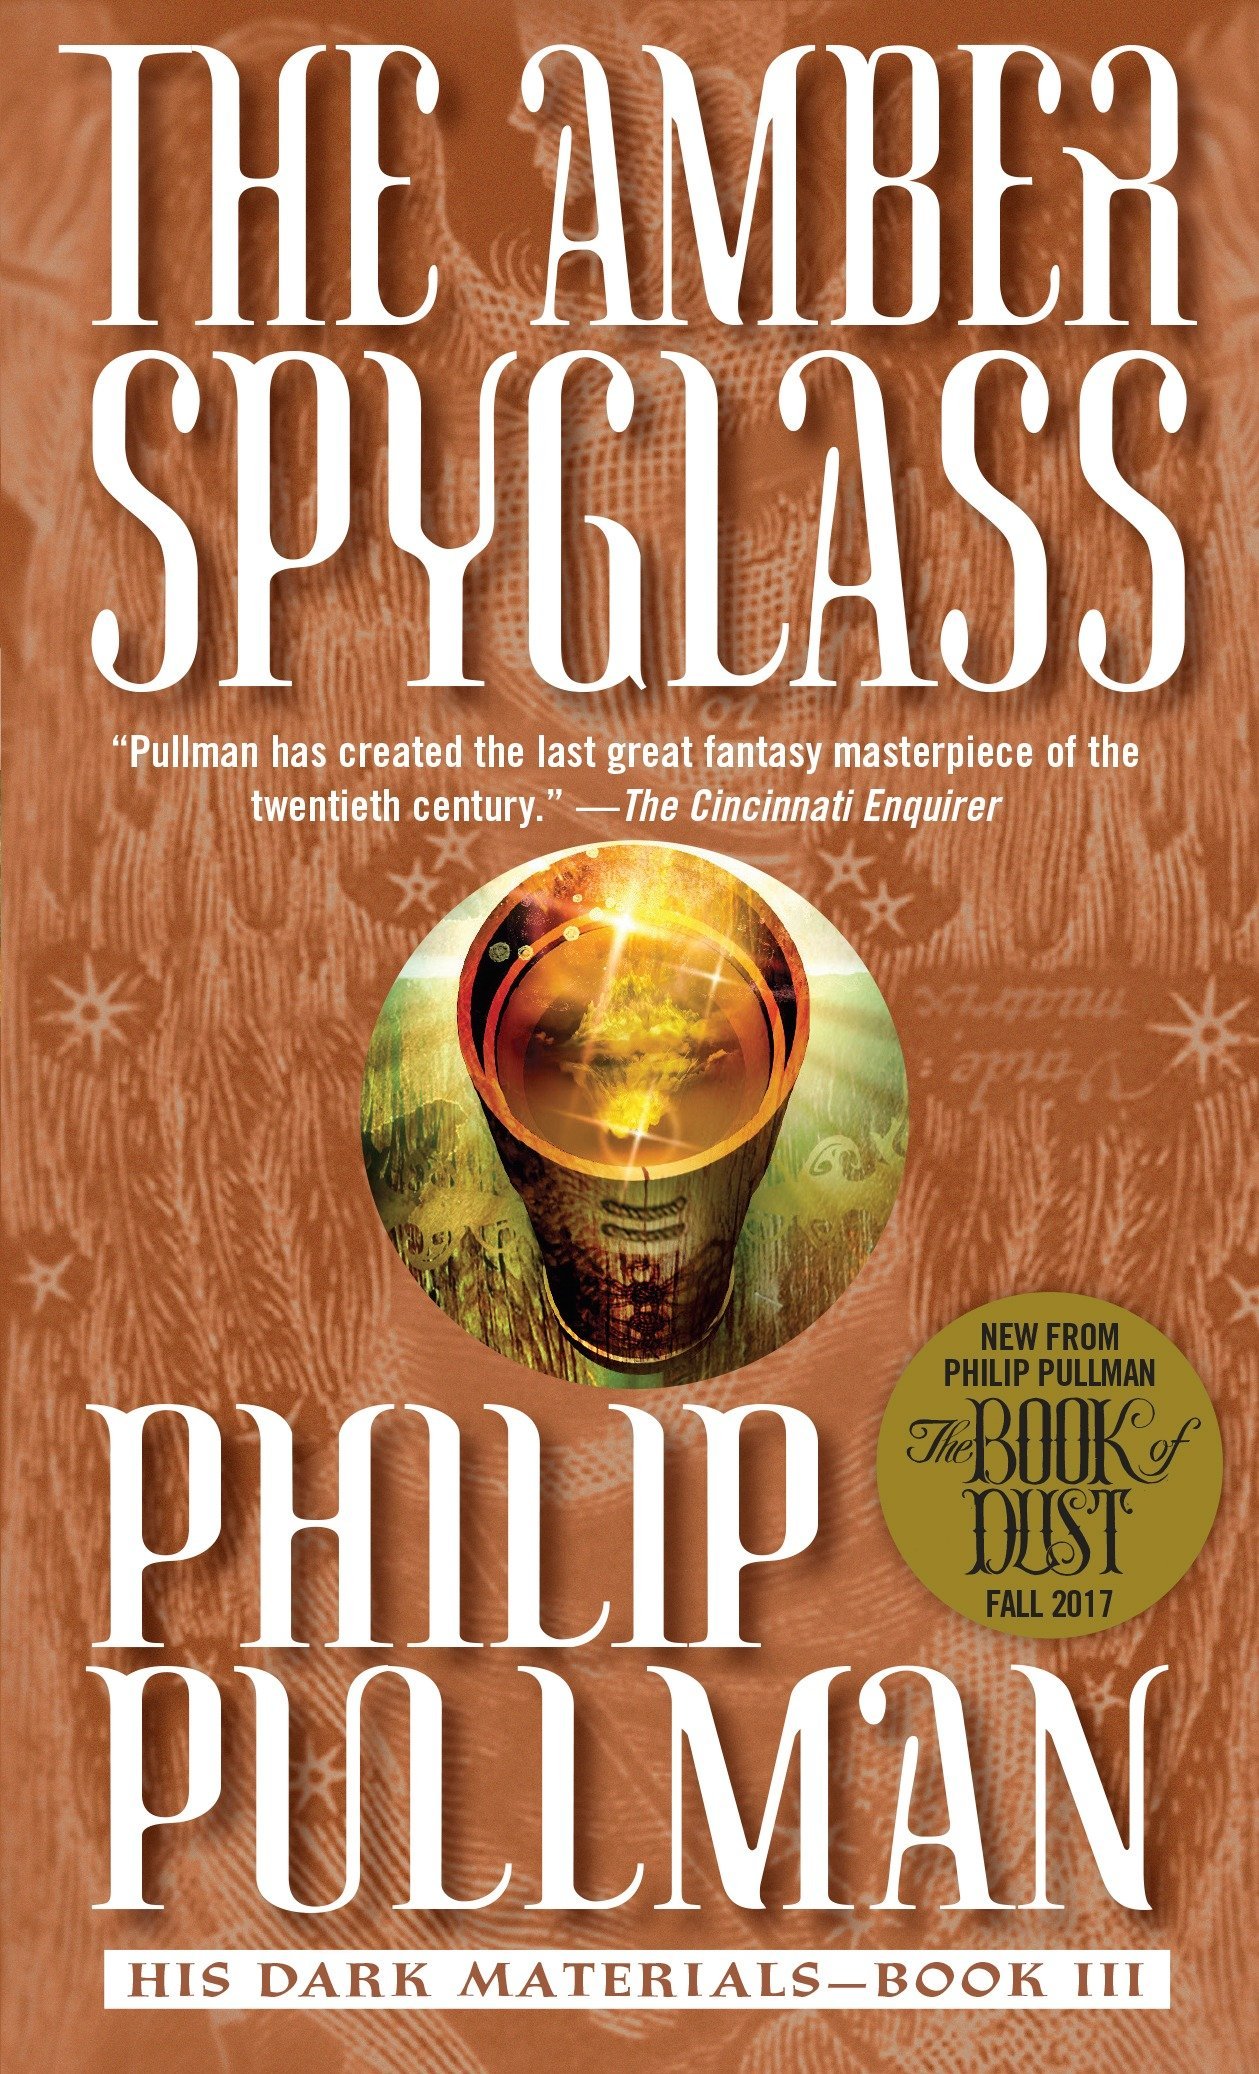 THE AMBER
SPYGLASS
“Pullman has created the last great fantasy masterpiece of the
twentieth century.” —The Cincinnati Enquirer
NEW FROM
PHILIP PULLMAN
The BOOK of
DUST
FALL 2017
PHILIP
PULLMAN
HIS DARK MATERIALS—BOOK III